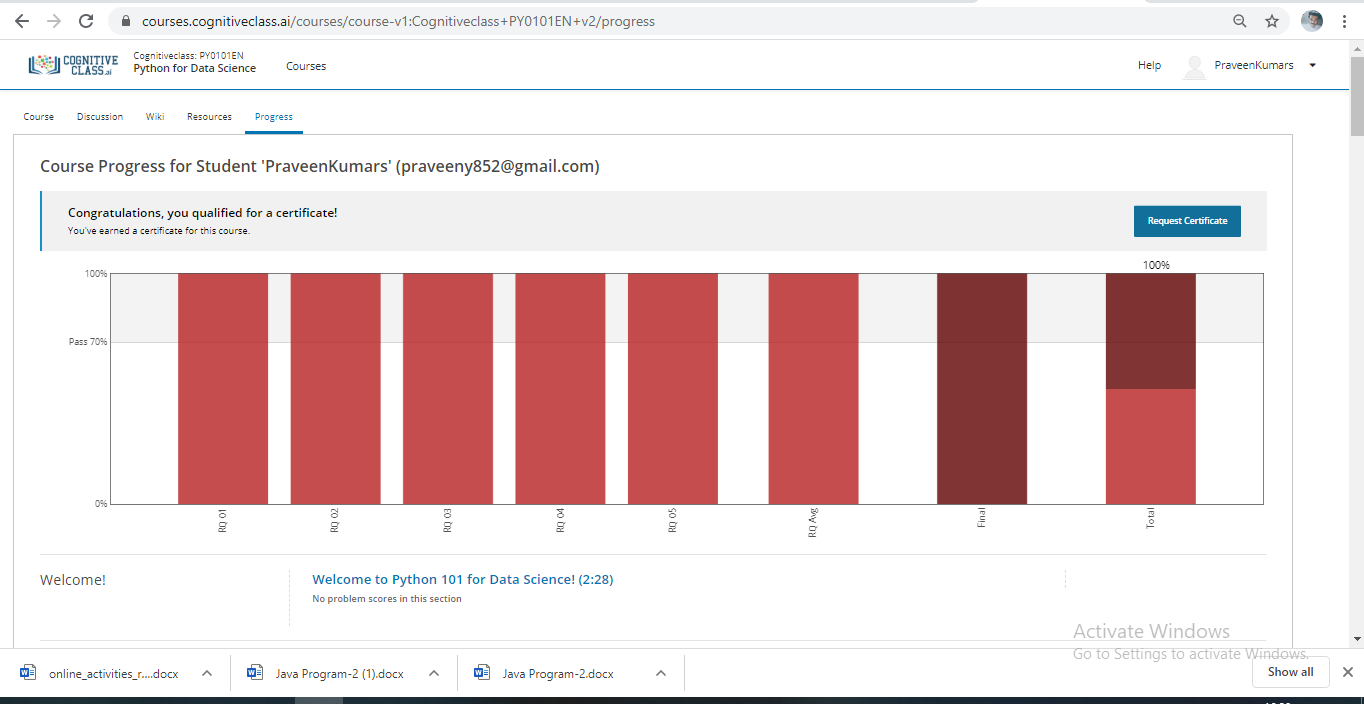 courses.cognitiveclass.ai/courses/course-v1:Cognitiveclass+PY0101EN+v2/progress
COGNITIVE
CLASS.ai
Cognitiveclass: PY0101EN
Python for Data Science
Courses
Help
PraveenKumars
Course Discussion Wiki Resources Progress
Course Progress for Student 'PraveenKumars' (praveeny852@gmail.com)
Congratulations, you qualified for a certificate!
You've earned a certificate for this course.
Request Certificate
100%
100%
Pass 70%
0%
RQ 01
RQ 02
RQ 03
RQ 04
RQ 05
RQ Avg
Final
Total
Welcome!
Welcome to Python 101 for Data Science! (2:28)
No problem scores in this section
Activate Windows
Go to Settings to activate Windows.
online_activities_r....docx
Java Program-2 (1).docx
Java Program-2.docx
Show all